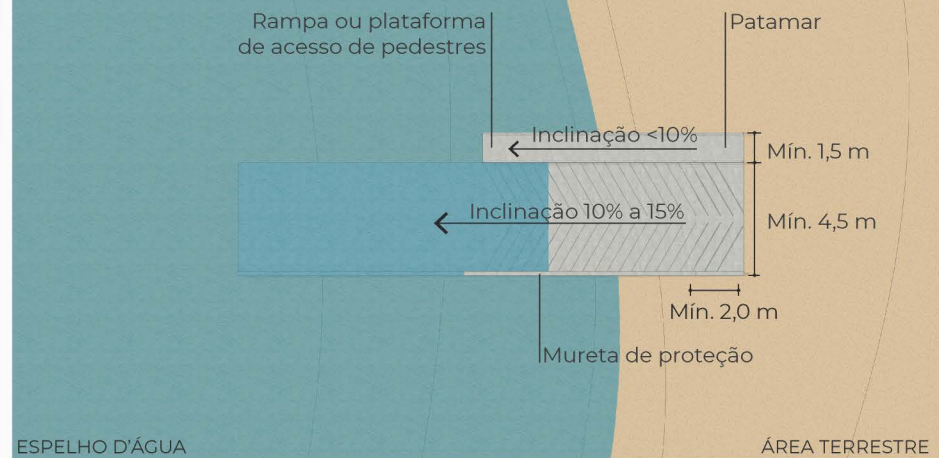 Rampa ou plataforma
de acesso de pedestres
Patamar
Inclinação <10%
Mín. 1,5 m
Inclinação 10% a 15%
Mín. 4,5 m
Mín. 2,0 m
Mureta de proteção
ESPELHO D'ÁGUA
ÁREA TERRESTRE